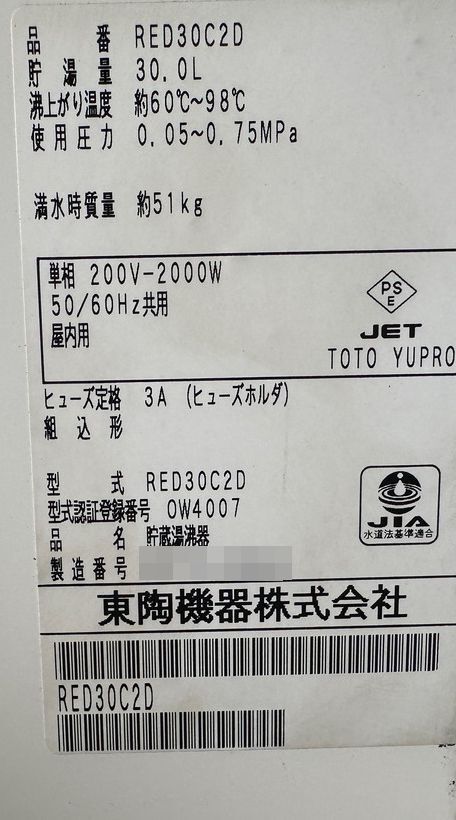 品番 RED30C2D
貯湯量 30.0L
沸上がり温度 約60℃~98℃
使用圧力 0.05~0.75MPa
満水時質量 約51kg
単相 200V-2000W
50/60Hz共用
屋内用
PS
E
JET
TOTO YUPRO
ヒューズ定格 3A (ヒューズホルダ)
組込形
型式 RED30C2D
型式認証登録番号 OW4007
品名 貯蔵湯沸器
製造番号
JIA
水道法基準適合
東陶機器株式会社
RED30C2D